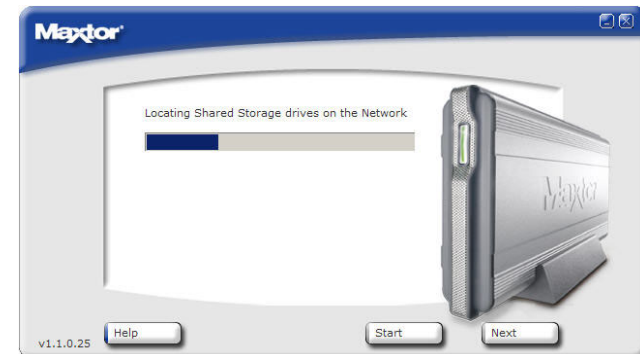 Maxtor
Locating Shared Storage drives on the Network
Maxtor
Help
Start
Next
v1.1.0.25